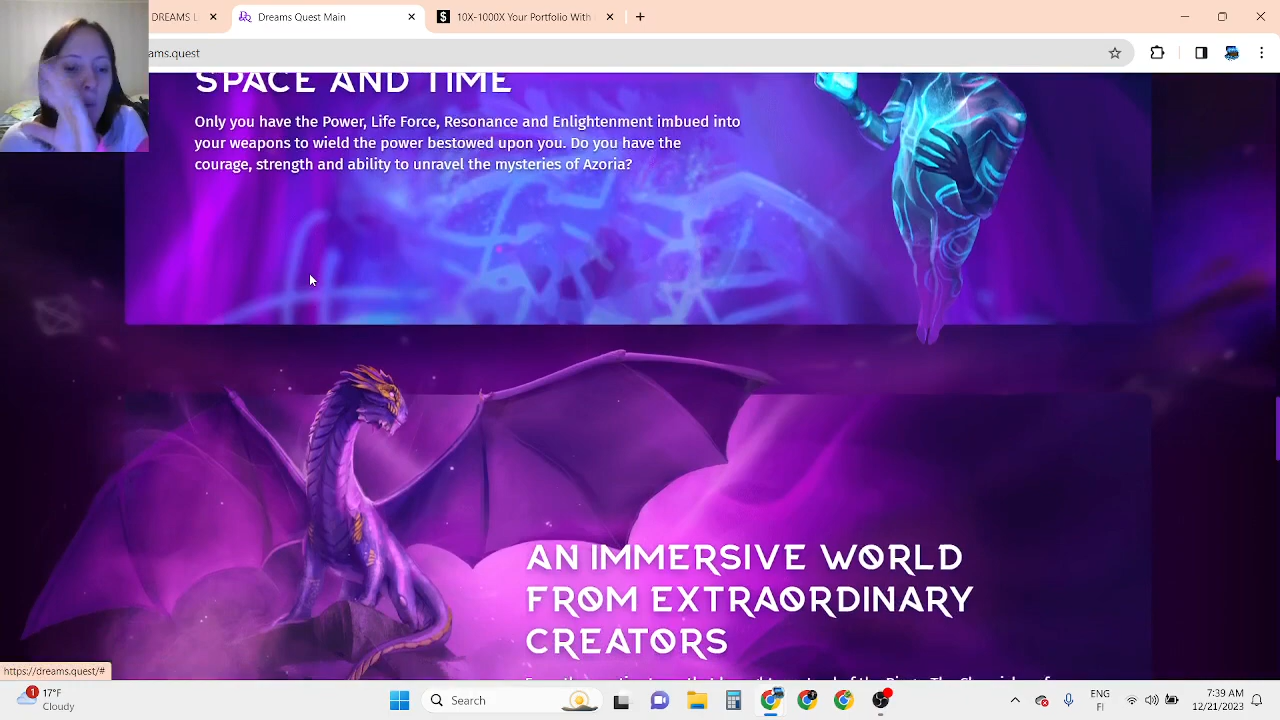 DREAMS L
Dreams Quest Main
10X-1000X Your Portfolio With
ams.quest
SPACE AND TIME
Only you have the Power, Life Force, Resonance and Enlightenment imbued into
your weapons to wield the power bestowed upon you. Do you have the
courage, strength and ability to unravel the mysteries of Azoria?
AN IMMERSIVE WORLD
FROM EXTRAORDINARY
CREATORS
https://dreams.quest/#
1
17°F
Cloudy
Search
FG
FI
7:39 AM
12/21/2023